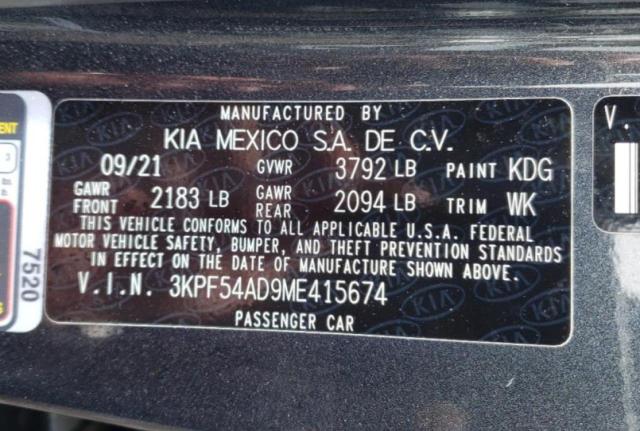 MANUFACTURED BY
KIA MEXICO S.A. DE C.V.
09/21 GVWR 3792 LB PAINT KDG
GAWR FRONT 2183 LB GAWR REAR 2094 LB TRIM WK
THIS VEHICLE CONFORMS TO ALL APPLICABLE U.S.A. FEDERAL
MOTOR VEHICLE SAFETY, BUMPER, AND THEFT PREVENTION STANDARDS
IN EFFECT ON THE DATE OF MANUFACTURE SHOWN ABOVE.
V.I.N. 3KPF54AD9ME415674
PASSENGER CAR
7520
3
V.